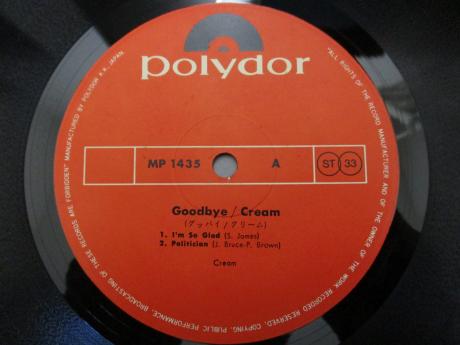 polydor
MP 1435
A
ST 33
Goodbye / Cream
(グッバイ/クリーム)
1. I'm So Glad (S. James)
2. Politician (J. Bruce-P. Brown)
Cream
"ALL RIGHTS OF THE RECORD MANUFACTURER AND OF THE OWNER OF THE WORK RECORDED RESERVED. COPYING, PUBLIC PERFORMANCE, BROADCASTING OF THESE RECORDS ARE FORBIDDEN" MANUFACTURED BY POLYDOR K.K. JAPAN.